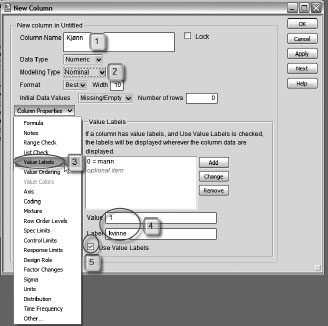 New Column
New column in Untitled
Column Name Kjønn 1 Lock
Data Type Numeric
Modeling Type Nominal 2
Format Best Width 10
Initial Data Values Missing/Empty Number of rows 0
Column Properties
OK
Cancel
Apply
Next
Help
Formula
Notes
Range Check
List Check
Value Labels 3
Value Ordering
Value Colors
Axis
Coding
Mixture
Row Order Levels
Spec Limits
Control Limits
Response Limits
Design Role
Factor Changes
Sigma
Units
Distribution
Time Frequency
Other...
Value Labels
If a column has value labels, and Use Value Labels is checked,
the labels will be displayed wherever the column data are
displayed.
0 = mann
optional item
Add
Change
Remove
Value 1 4
Label kvinne
Use Value Labels
5